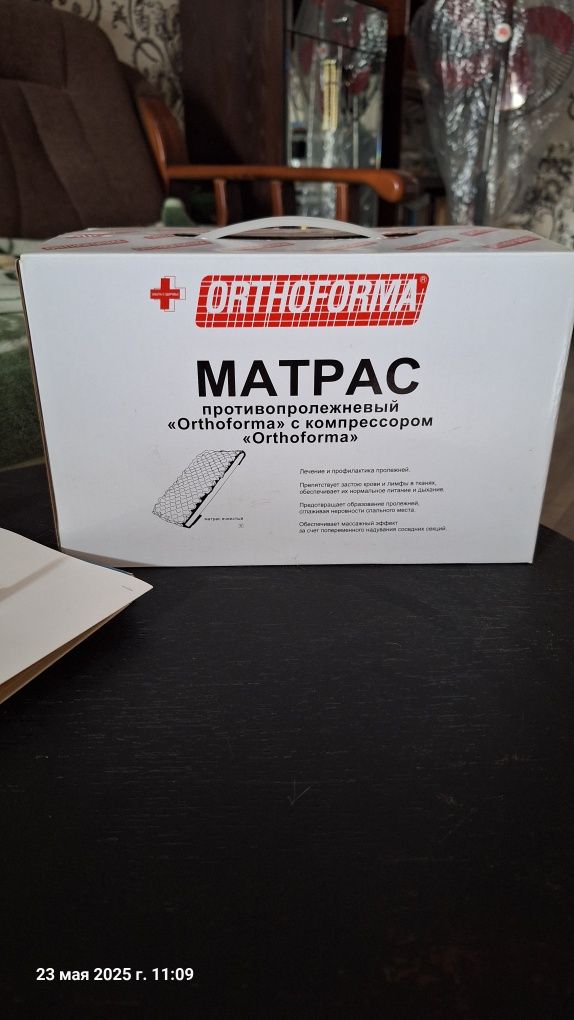 ORTHOFORMA®
МАТРАС
противопролежневый
«Orthoforma» с компрессором
«Orthoforma»
матрас ячеистый
Лечение и профилактика пролежней.
Препятствует застою крови и лимфы в тканях,
обеспечивает их нормальное питание и дыхание.
Предотвращает образование пролежней,
сглаживая неровности спального места.
Обеспечивает массажный эффект
за счет попеременного надувания соседних секций.
23 мая 2025 г. 11:09